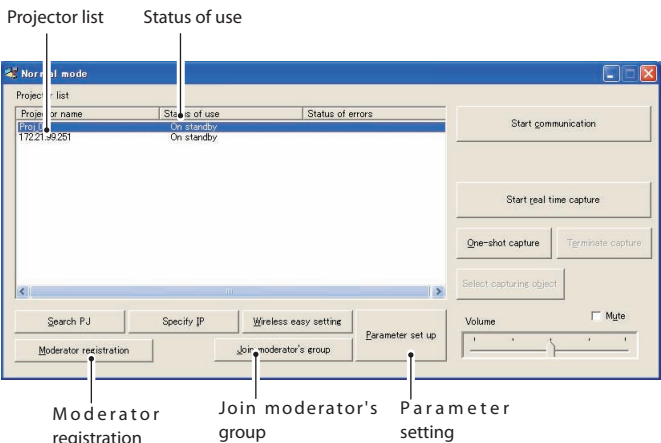 Projector list Status of use
Normal mode
Projector list
Projector name Status of use Status of errors
Proj_0 On standby
172.21.99.251 On standby
Start communication
Start real time capture
One-shot capture Terminate capture
Select capturing object
Search PJ Specify IP Wireless easy setting
Parameter set up
Volume Mute
Moderator registration Join moderator's group
Moderator registration
Join moderator's group
Parameter setting